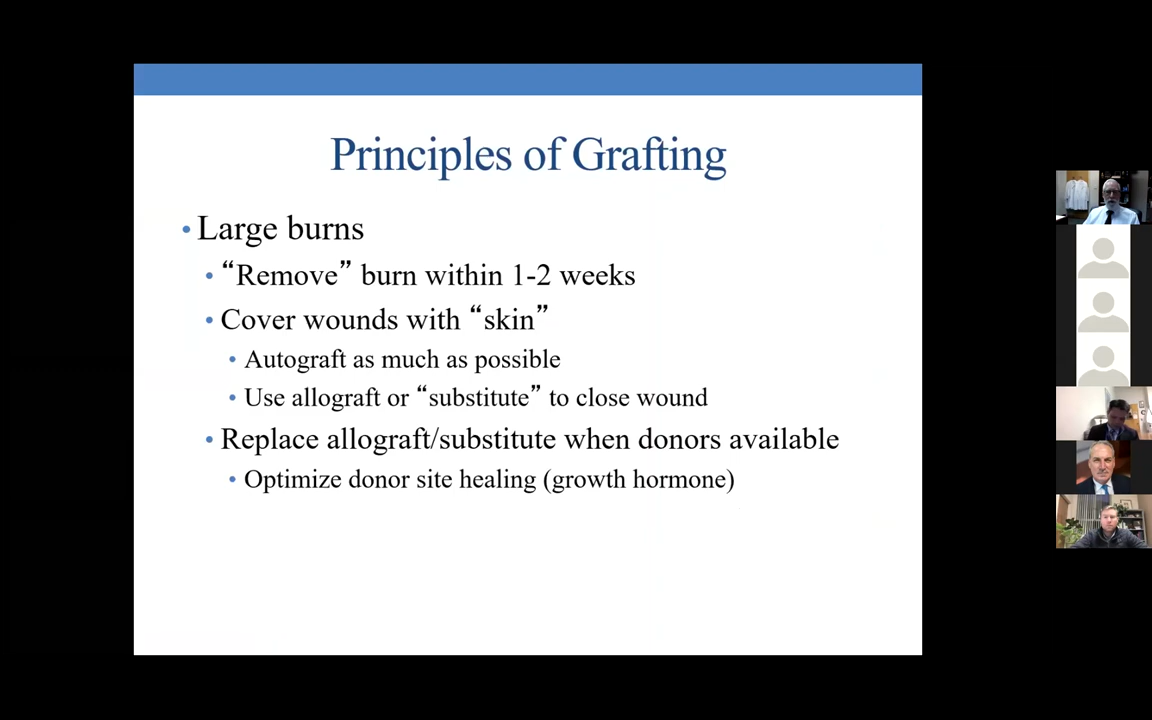 Principles of Grafting
• Large burns
• “Remove” burn within 1-2 weeks
• Cover wounds with “skin”
• Autograft as much as possible
• Use allograft or “substitute” to close wound
• Replace allograft/substitute when donors available
• Optimize donor site healing (growth hormone)